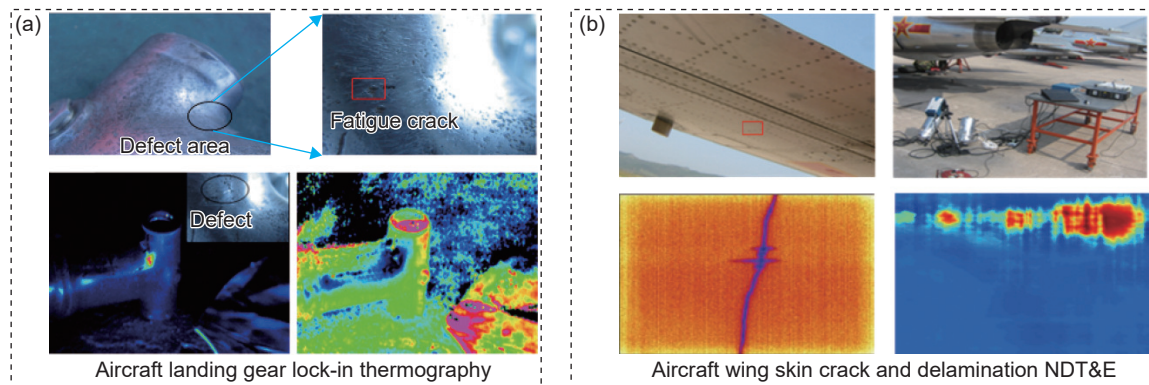 (a)
Defect area
Fatigue crack
Defect
Aircraft landing gear lock-in thermography
(b)
Aircraft wing skin crack and delamination NDT&E